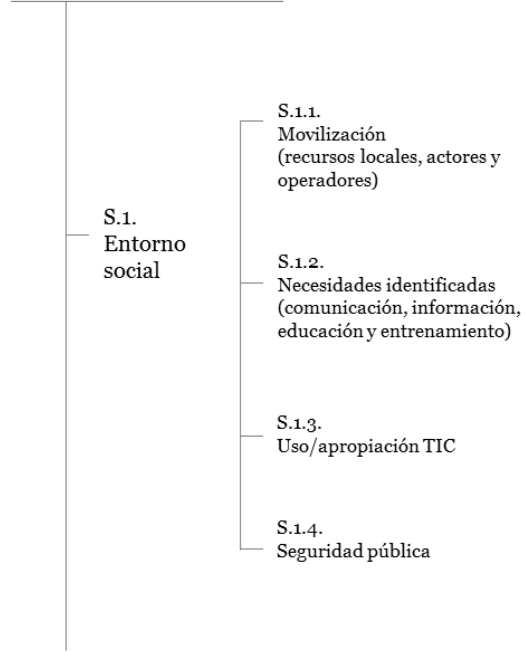 S.1.
Entorno
social
S.1.1.
Movilización
(recursos locales, actores y
operadores)
S.1.2.
Necesidades identificadas
(comunicación, información,
educación y entrenamiento)
S.1.3.
Uso/apropiación TIC
S.1.4.
Seguridad pública